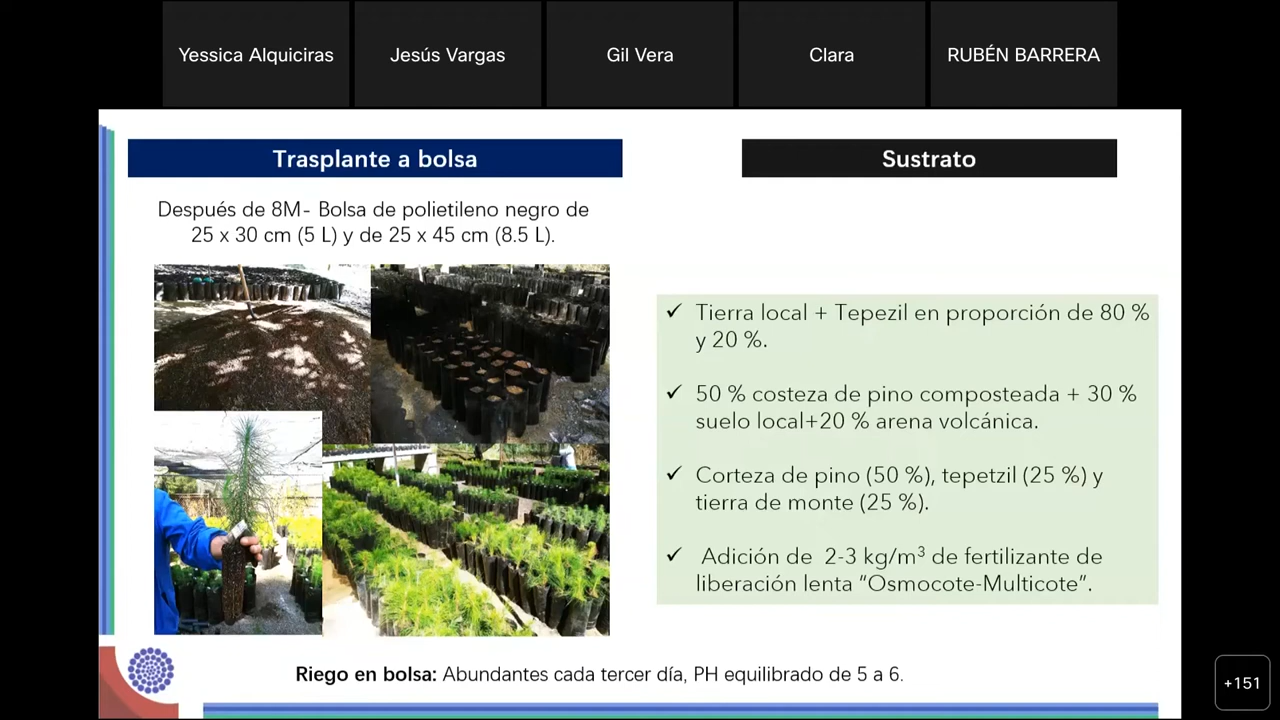 Yessica Alquiciras
Jesús Vargas
Gil Vera
Clara
RUBÉN BARRERA
Trasplante a bolsa
Después de 8M- Bolsa de polietileno negro de
25 x 30 cm (5 L) y de 25 x 45 cm (8.5 L).
Sustrato
✓ Tierra local + Tepezil en proporción de 80 %
y 20 %.
✓ 50 % costeza de pino composteada + 30 %
suelo local+20 % arena volcánica.
✓ Corteza de pino (50 %), tepetzil (25 %) y
tierra de monte (25 %).
✓ Adición de 2-3 kg/m³ de fertilizante de
liberación lenta “Osmocote-Multicote”.
Riego en bolsa: Abundantes cada tercer día, PH equilibrado de 5 a 6.
+151